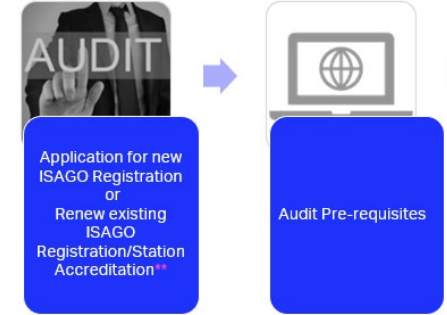 AUDIT
Application for new
ISAGO Registration
or
Renew existing
ISAGO
Registration/Station
Accreditation**
Audit Pre-requisites